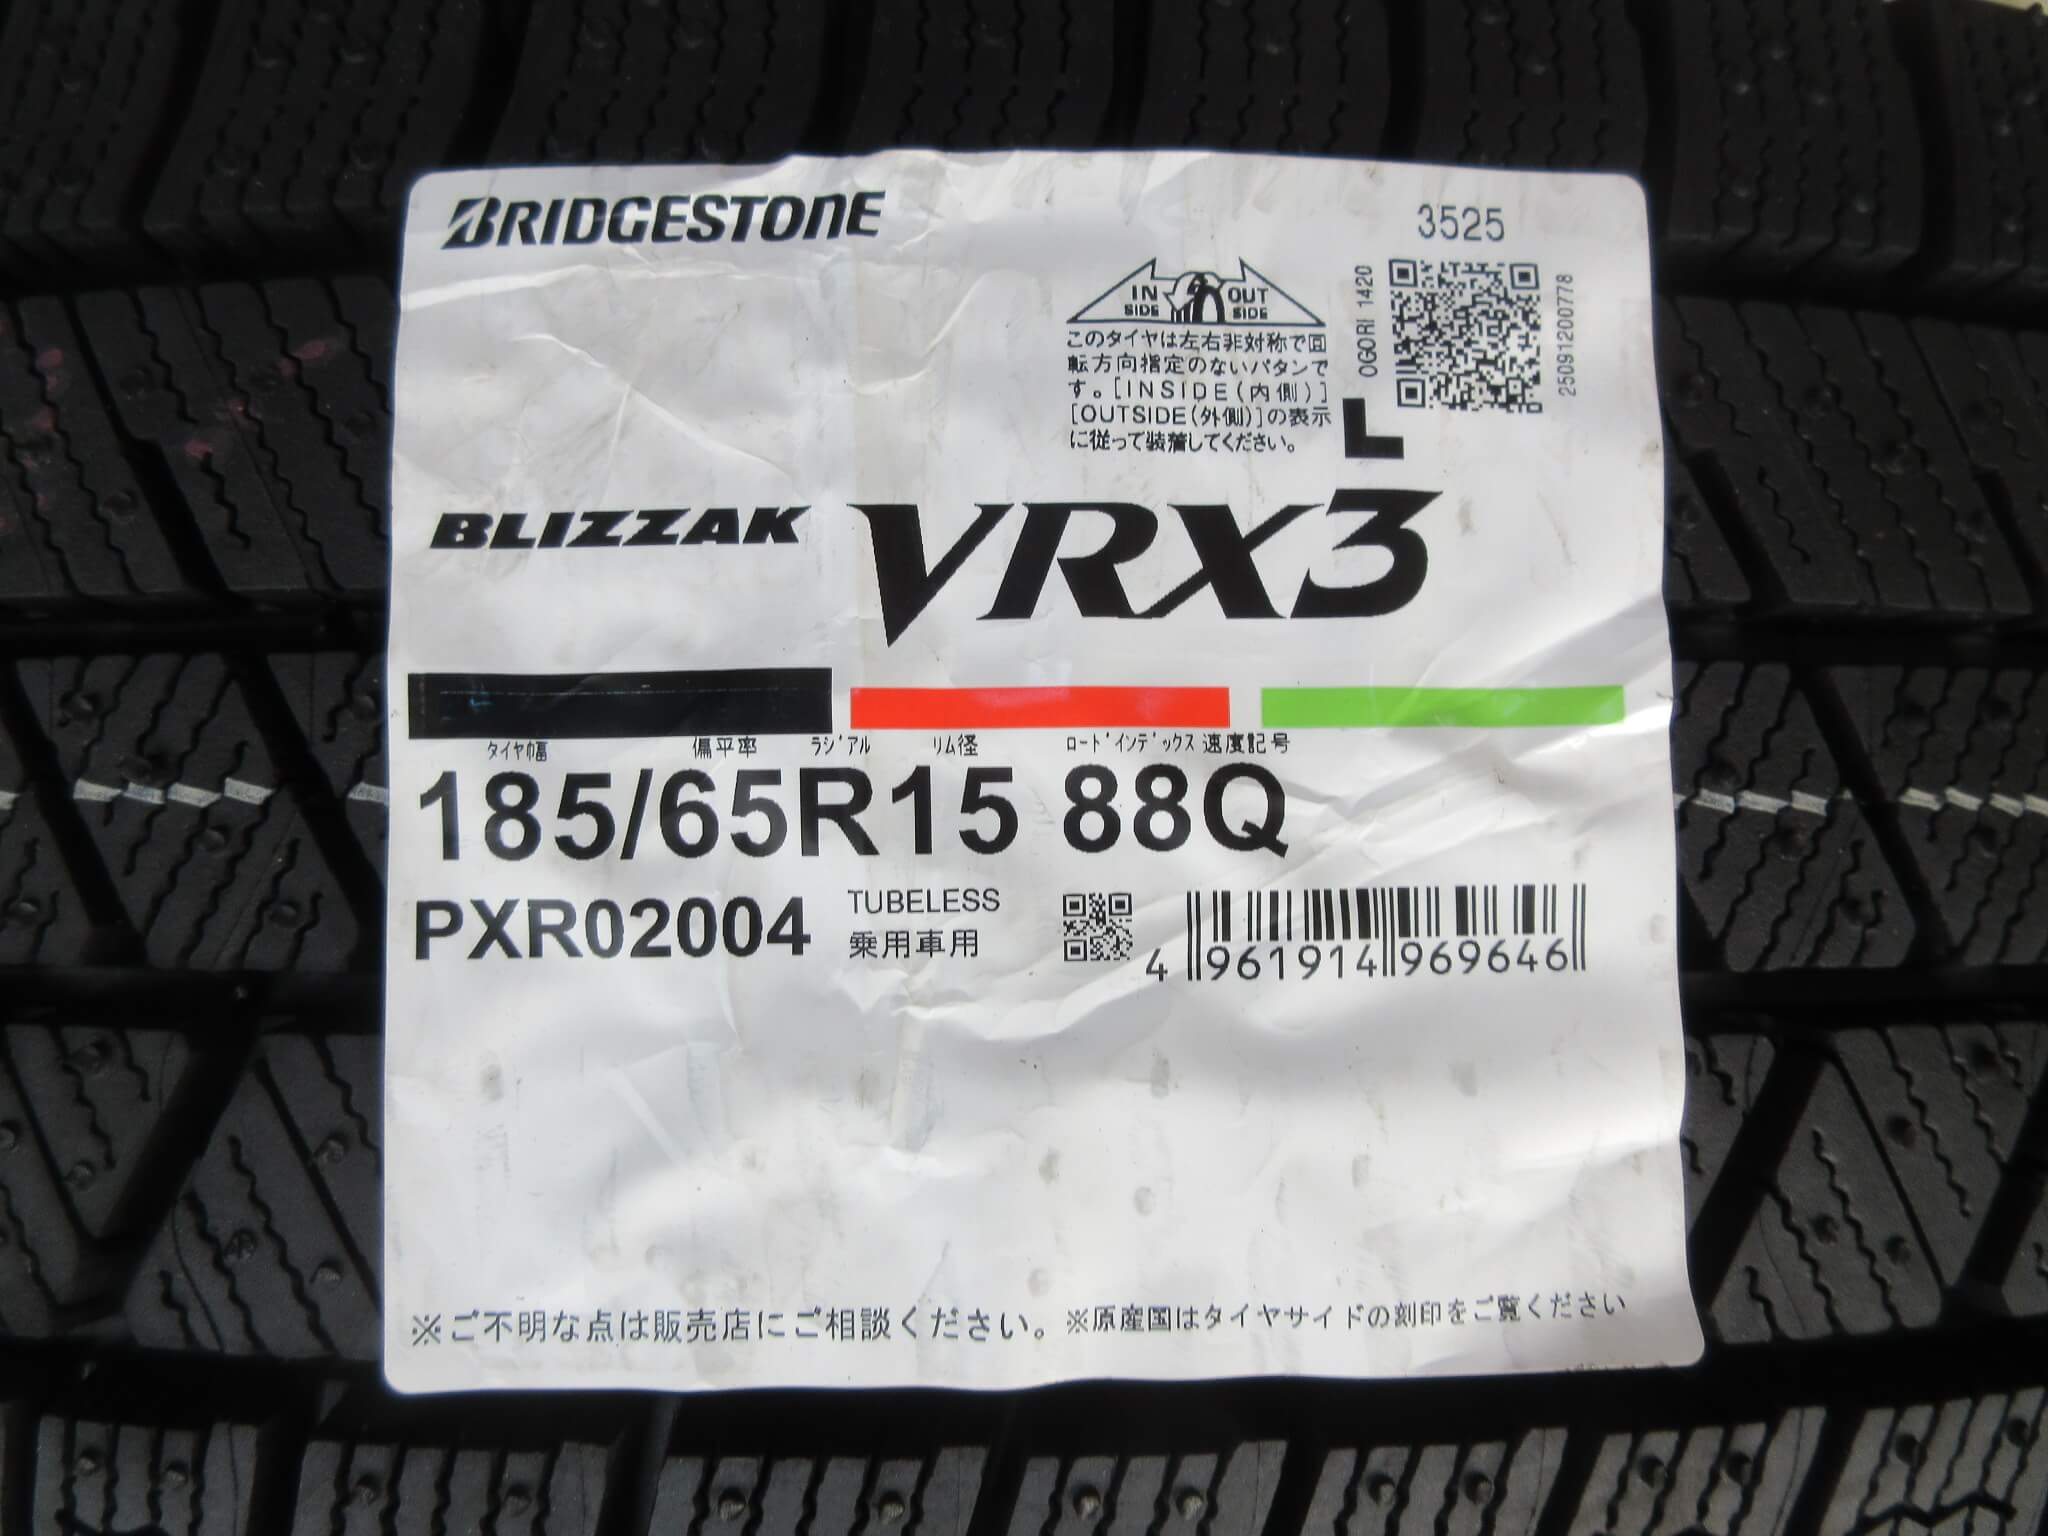 BRIDGESTONE
3525
IN SIDE
OUT SIDE
OGORI 1420
250912200778
このタイヤは左右非対称で回
転方向指定のないパタンで
す。[INSIDE(内側)]
[OUTSIDE(外側)]の表示
に従って装着してください。
L
BLIZZAK VRX3
タイヤ幅 偏平率 ラジアル リム径 ロードインデックス 速度記号
185/65R15 88Q
PXR02004
TUBELESS
乗用車用
4 961914 969646
※ご不明な点は販売店にご相談ください。 ※原産国はタイヤサイドの刻印をご覧ください